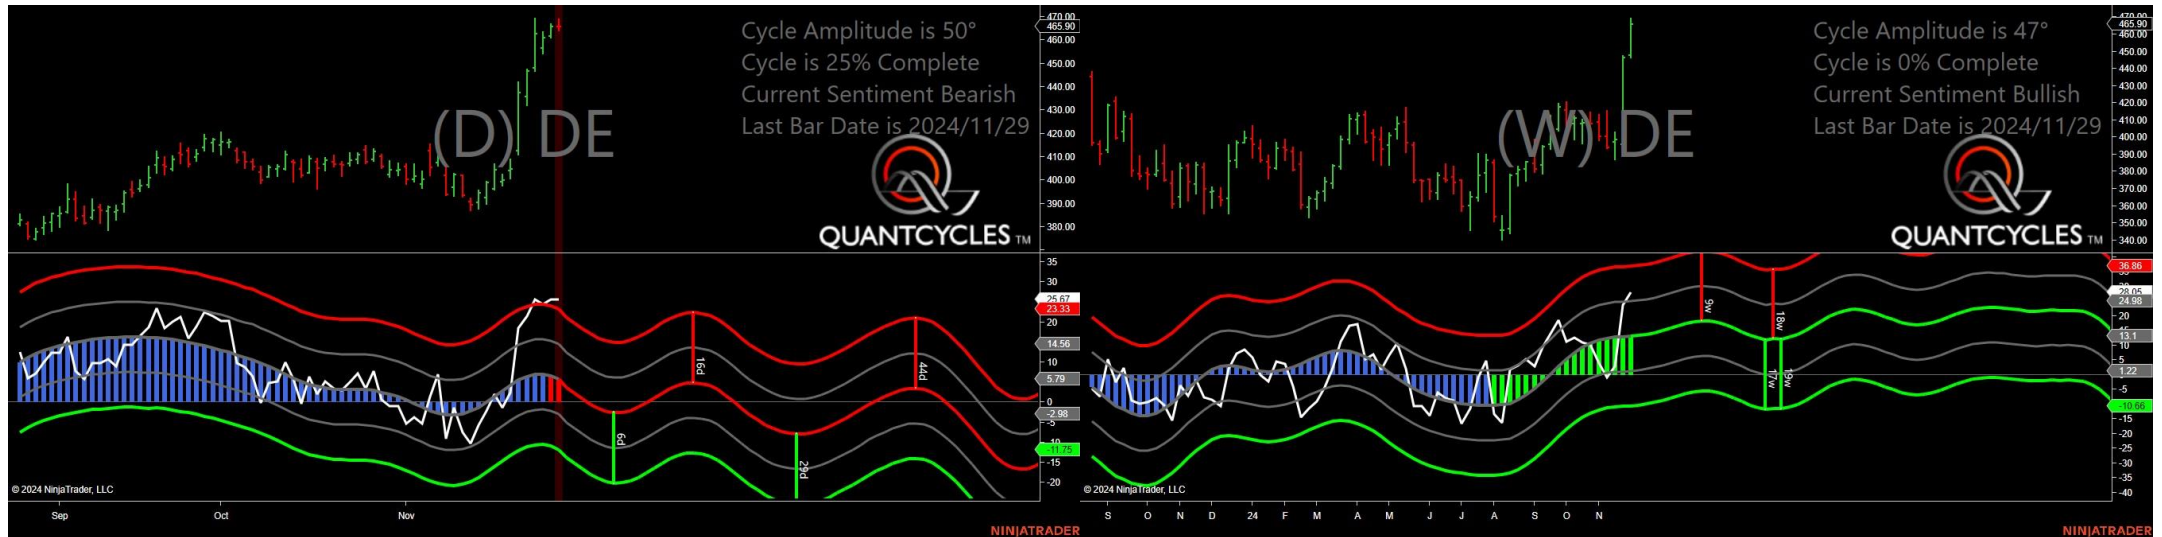 Cycle Amplitude is 50°
Cycle is 25% Complete
Current Sentiment Bearish
Last Bar Date is 2024/11/29
(D) DE
QUANTCYCLES TM
470.00
465.90
460.00
450.00
440.00
430.00
420.00
410.00
400.00
390.00
380.00
35
30
25.67
23.33
20
14.56
10
5.79
0
-2.98
-5
-10
-11.75
-15
-20
16d
44d
6d
29d
© 2024 NinjaTrader, LLC
Sep Oct Nov
NINJATRADER
Cycle Amplitude is 47°
Cycle is 0% Complete
Current Sentiment Bullish
Last Bar Date is 2024/11/29
(W) DE
QUANTCYCLES TM
470.00
465.90
460.00
450.00
440.00
430.00
420.00
410.00
400.00
390.00
380.00
370.00
360.00
350.00
340.00
36.86
35
28.05
24.98
20
15
13.1
10
5
1.22
-5
-10.66
-15
-20
-25
-30
-35
-40
9w
18w
17w
19w
© 2024 NinjaTrader, LLC
S O N D 24 F M A M J J A S O N
NINJATRADER